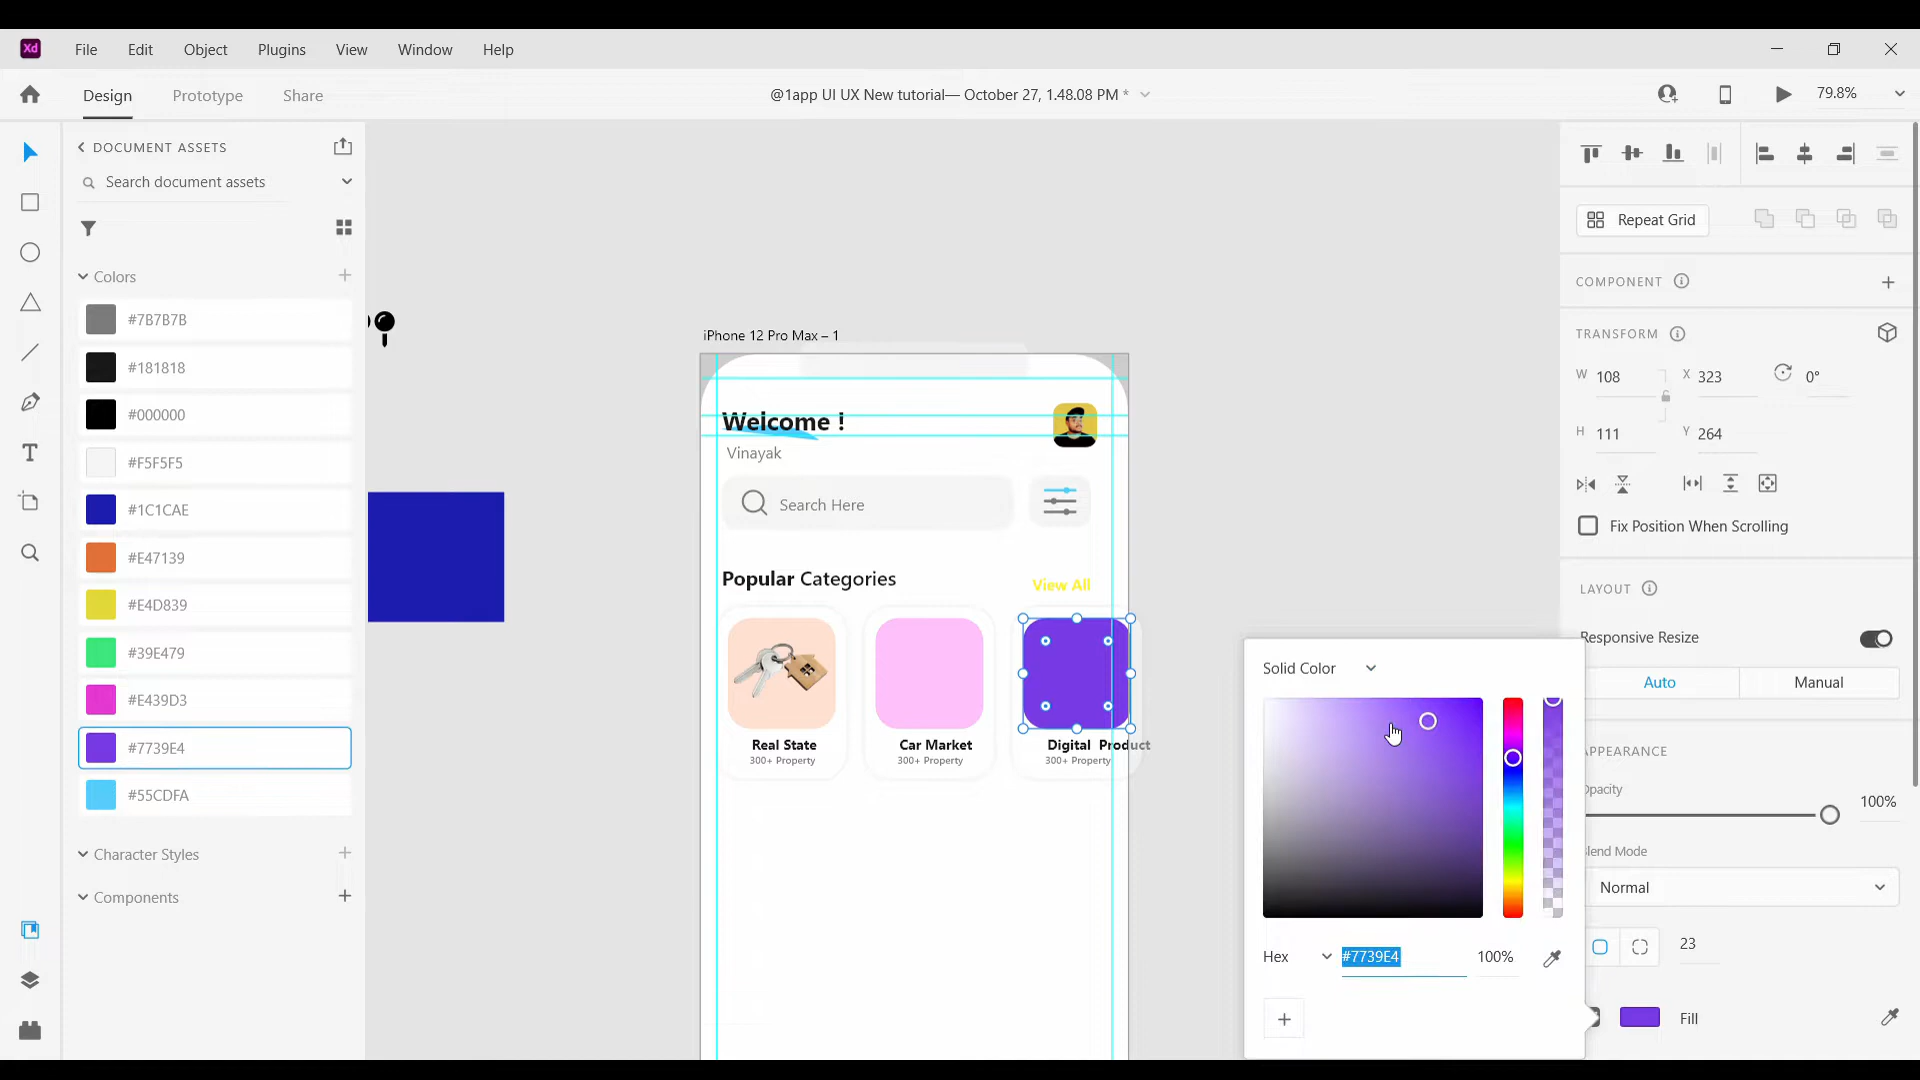 Xd File Edit Object Plugins View Window Help
Design Prototype Share
@1app UI UX New tutorial— October 27, 1.48.08 PM *
79.8%
DOCUMENT ASSETS
Search document assets
Colors
#7B7B7B
#181818
#000000
#F5F5F5
#1C1CAE
#E47139
#E4D839
#39E479
#E439D3
#7739E4
#55CDFA
Character Styles
Components
iPhone 12 Pro Max – 1
Welcome !
Vinayak
Search Here
Popular Categories
View All
Real State
300+ Property
Car Market
300+ Property
Digital Product
300+ Property
Solid Color
Hex #7739E4 100%
Repeat Grid
COMPONENT
TRANSFORM
W 108 X 323 0°
H 111 Y 264
Fix Position When Scrolling
LAYOUT
Responsive Resize
Auto Manual
APPEARANCE
Opacity
100%
Blend Mode
Normal
23
Fill